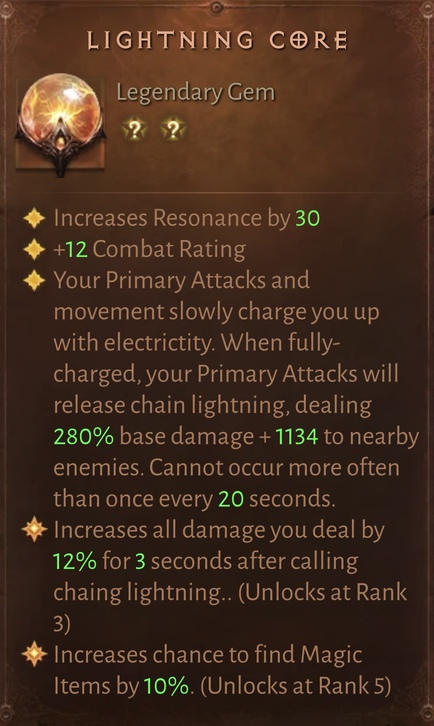 LIGHTNING CORE
Legendary Gem
? ?
Increases Resonance by 30
+12 Combat Rating
Your Primary Attacks and
movement slowly charge you up
with electrictity. When fully-
charged, your Primary Attacks will
release chain lightning, dealing
280% base damage + 1134 to nearby
enemies. Cannot occur more often
than once every 20 seconds.
Increases all damage you deal by
12% for 3 seconds after calling
chaing lightning.. (Unlocks at Rank
3)
Increases chance to find Magic
Items by 10%. (Unlocks at Rank 5)